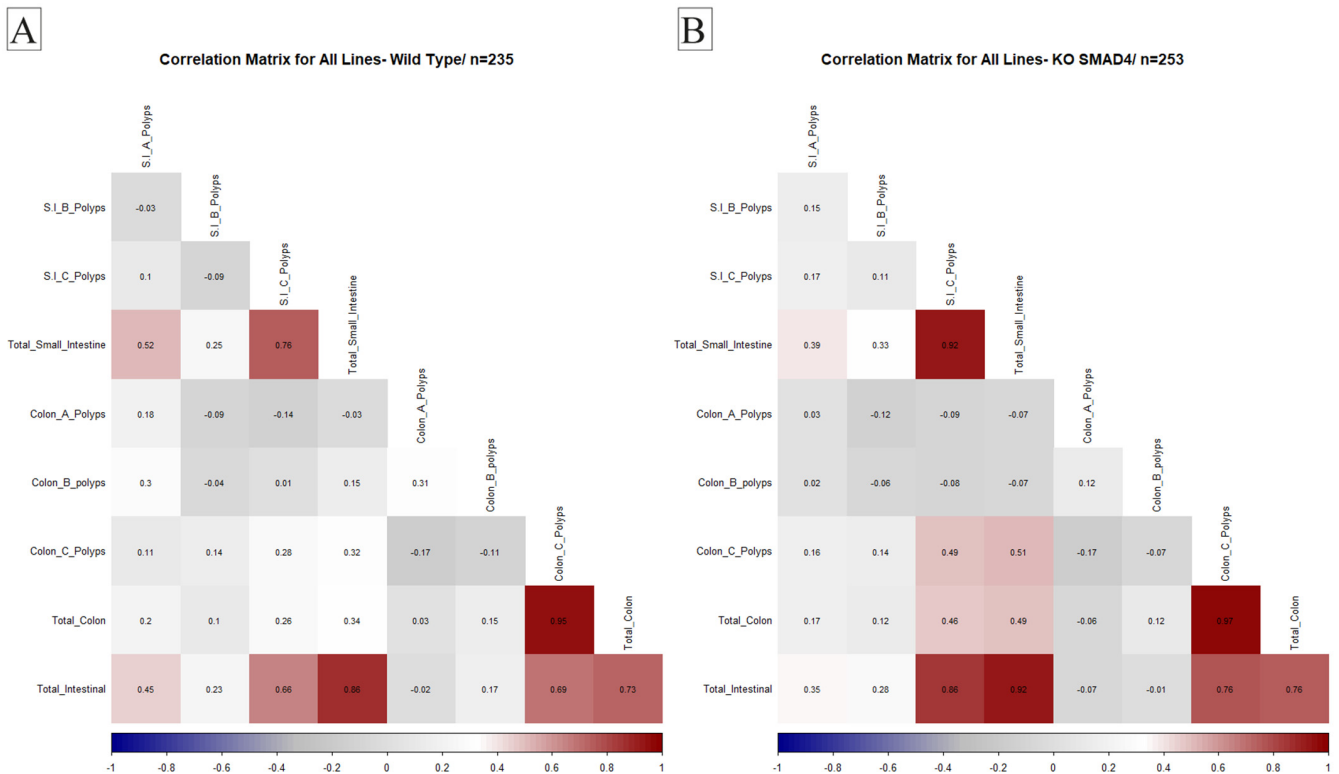 A
Correlation Matrix for All Lines- Wild Type/ n=235
S.I_A_Polyps
S.I_B_Polyps -0.03
S.I_B_Polyps
S.I_C_Polyps 0.1 -0.09
S.I_C_Polyps
Total_Small_Intestine 0.52 0.25 0.76
Total_Small_Intestine
Colon_A_Polyps 0.18 -0.09 -0.14 -0.03
Colon_A_Polyps
Colon_B_polyps 0.3 -0.04 0.01 0.15 0.31
Colon_B_polyps
Colon_C_Polyps 0.11 0.14 0.28 0.32 -0.17 -0.11
Colon_C_Polyps
Total_Colon 0.2 0.1 0.26 0.34 0.03 0.15 0.95
Total_Colon
Total_Intestinal 0.45 0.23 0.66 0.86 -0.02 0.17 0.69 0.73
-1 -0.8 -0.6 -0.4 -0.2 0 0.2 0.4 0.6 0.8 1
B
Correlation Matrix for All Lines- KO SMAD4/ n=253
S.I_A_Polyps
S.I_B_Polyps 0.15
S.I_B_Polyps
S.I_C_Polyps 0.17 0.11
S.I_C_Polyps
Total_Small_Intestine 0.39 0.33 0.92
Total_Small_Intestine
Colon_A_Polyps 0.03 -0.12 -0.09 -0.07
Colon_A_Polyps
Colon_B_polyps 0.02 -0.06 -0.08 -0.07 0.12
Colon_B_polyps
Colon_C_Polyps 0.16 0.14 0.49 0.51 -0.17 -0.07
Colon_C_Polyps
Total_Colon 0.17 0.12 0.46 0.49 -0.06 0.12 0.97
Total_Colon
Total_Intestinal 0.35 0.28 0.86 0.92 -0.07 -0.01 0.76 0.76
-1 -0.8 -0.6 -0.4 -0.2 0 0.2 0.4 0.6 0.8 1